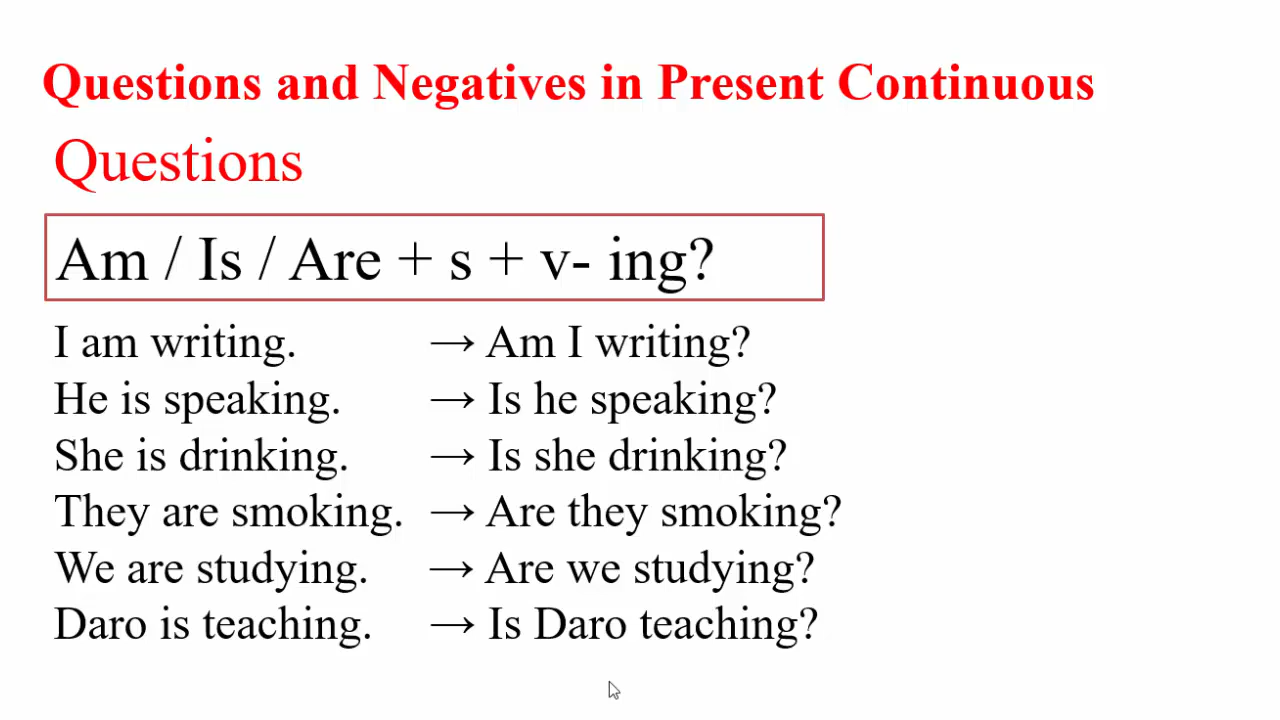 Questions and Negatives in Present Continuous
Questions
Am / Is / Are + s + v- ing?
I am writing. → Am I writing?
He is speaking. → Is he speaking?
She is drinking. → Is she drinking?
They are smoking. → Are they smoking?
We are studying. → Are we studying?
Daro is teaching. → Is Daro teaching?